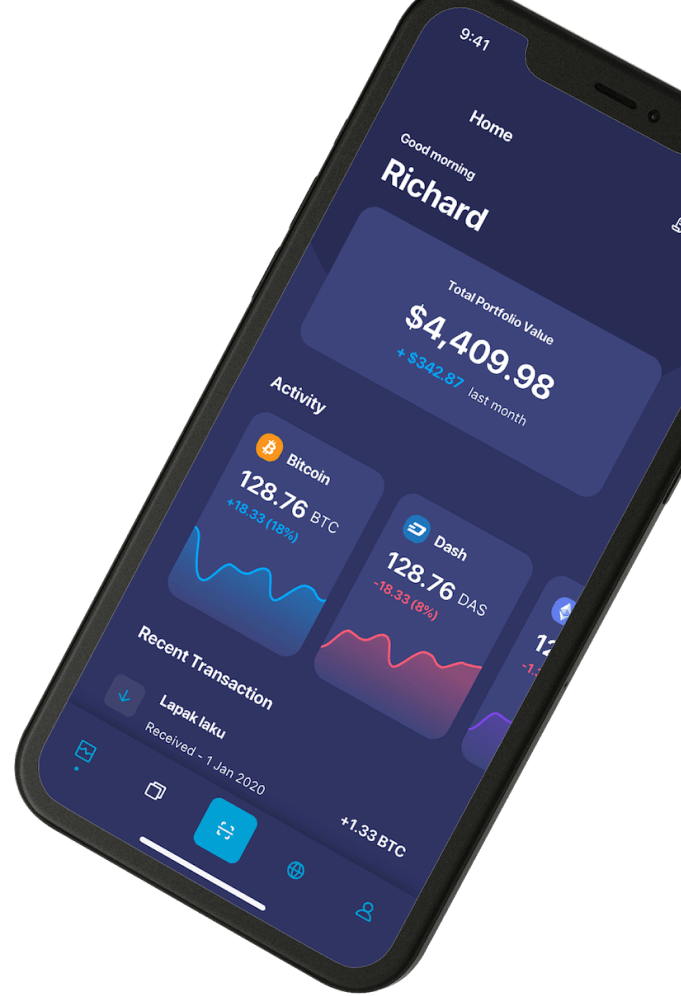 9:41
Home
Good morning
Richard
Total Portfolio Value
$4,409.98
+ $342.87 last month
Activity
Bitcoin
128.76 BTC
+18.33 (18%)
Dash
128.76 DAS
-18.33 (8%)
12
-1.3
Recent Transaction
Lapak laku
Received - 1 Jan 2020
+1.33 BTC